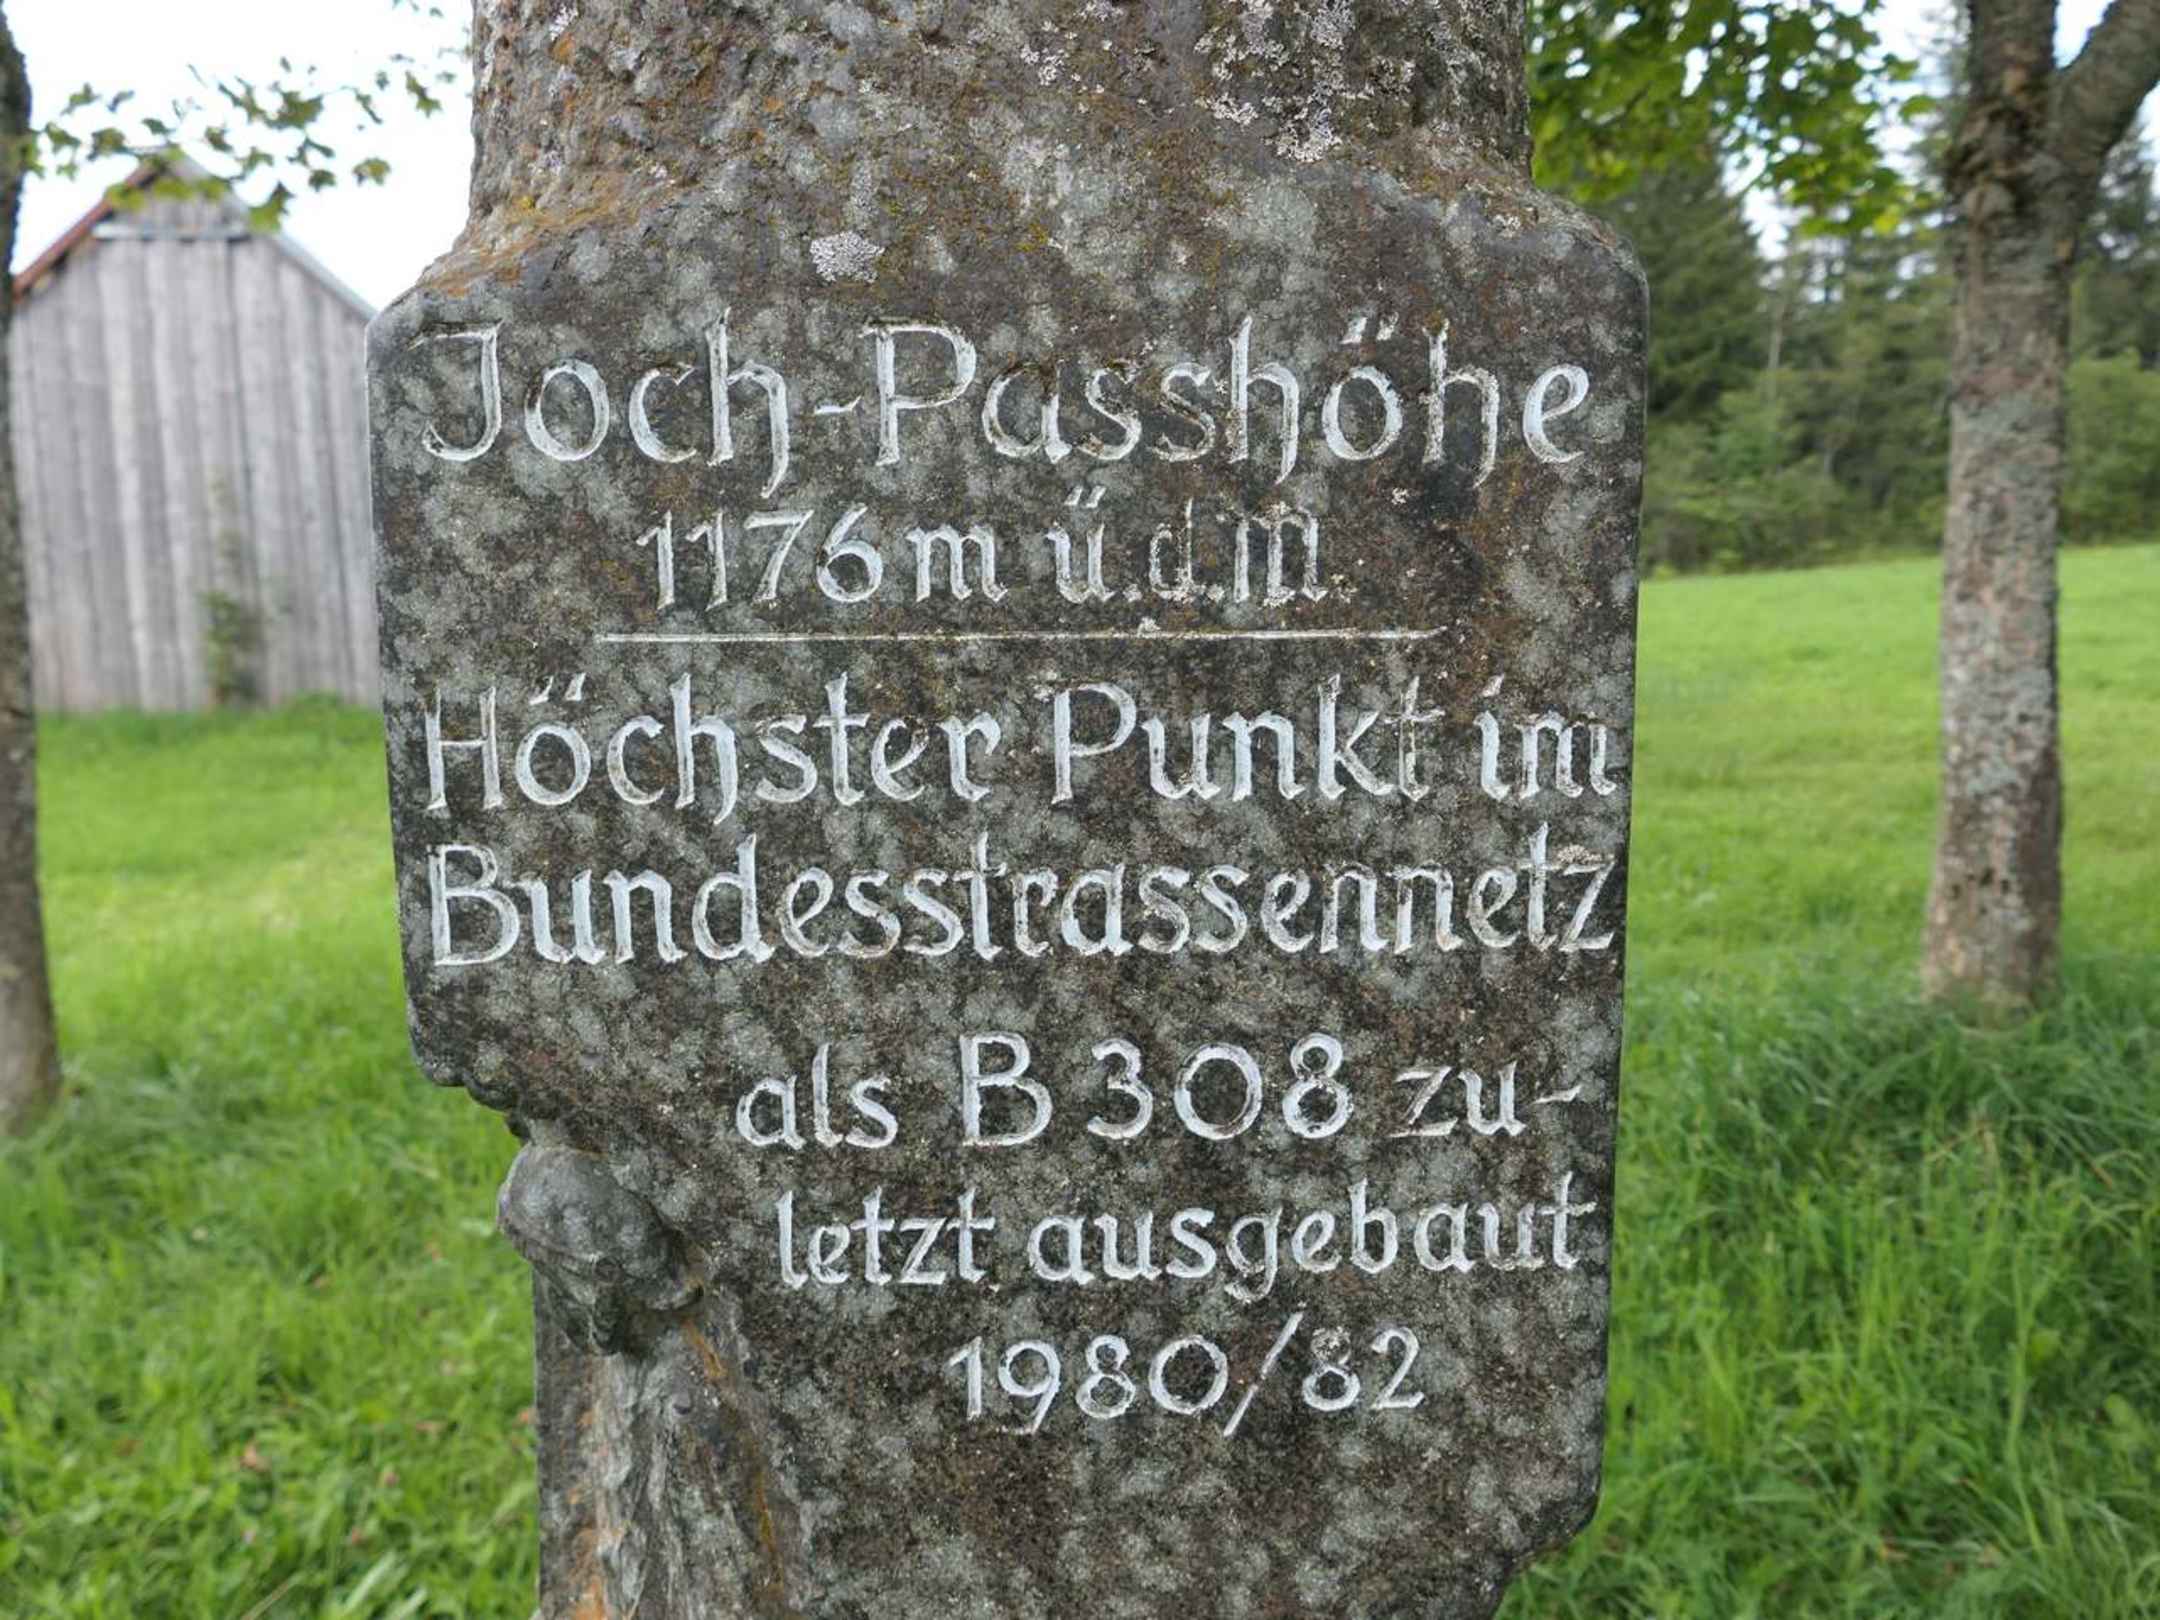 Joch-Passhöhe
1176 m ü.d.M.
Höchster Punkt im
Bundesstrassennetz
als B 308 zu-
letzt ausgebaut
1980/82